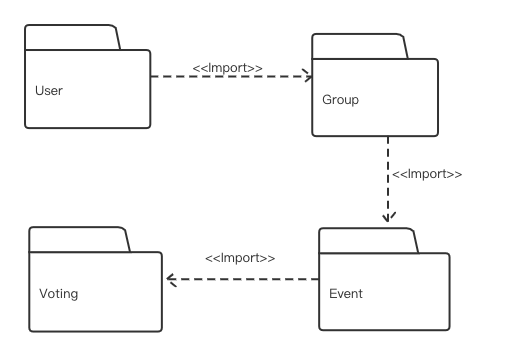 User
<<Import>>
Group
<<Import>>
Voting
<<Import>>
Event